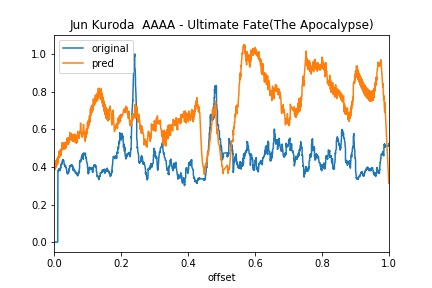 Jun Kuroda  AAAA - Ultimate Fate(The Apocalypse)
original
pred
1.0
0.8
0.6
0.4
0.2
0.0
0.0 0.2 0.4 0.6 0.8 1.0
offset